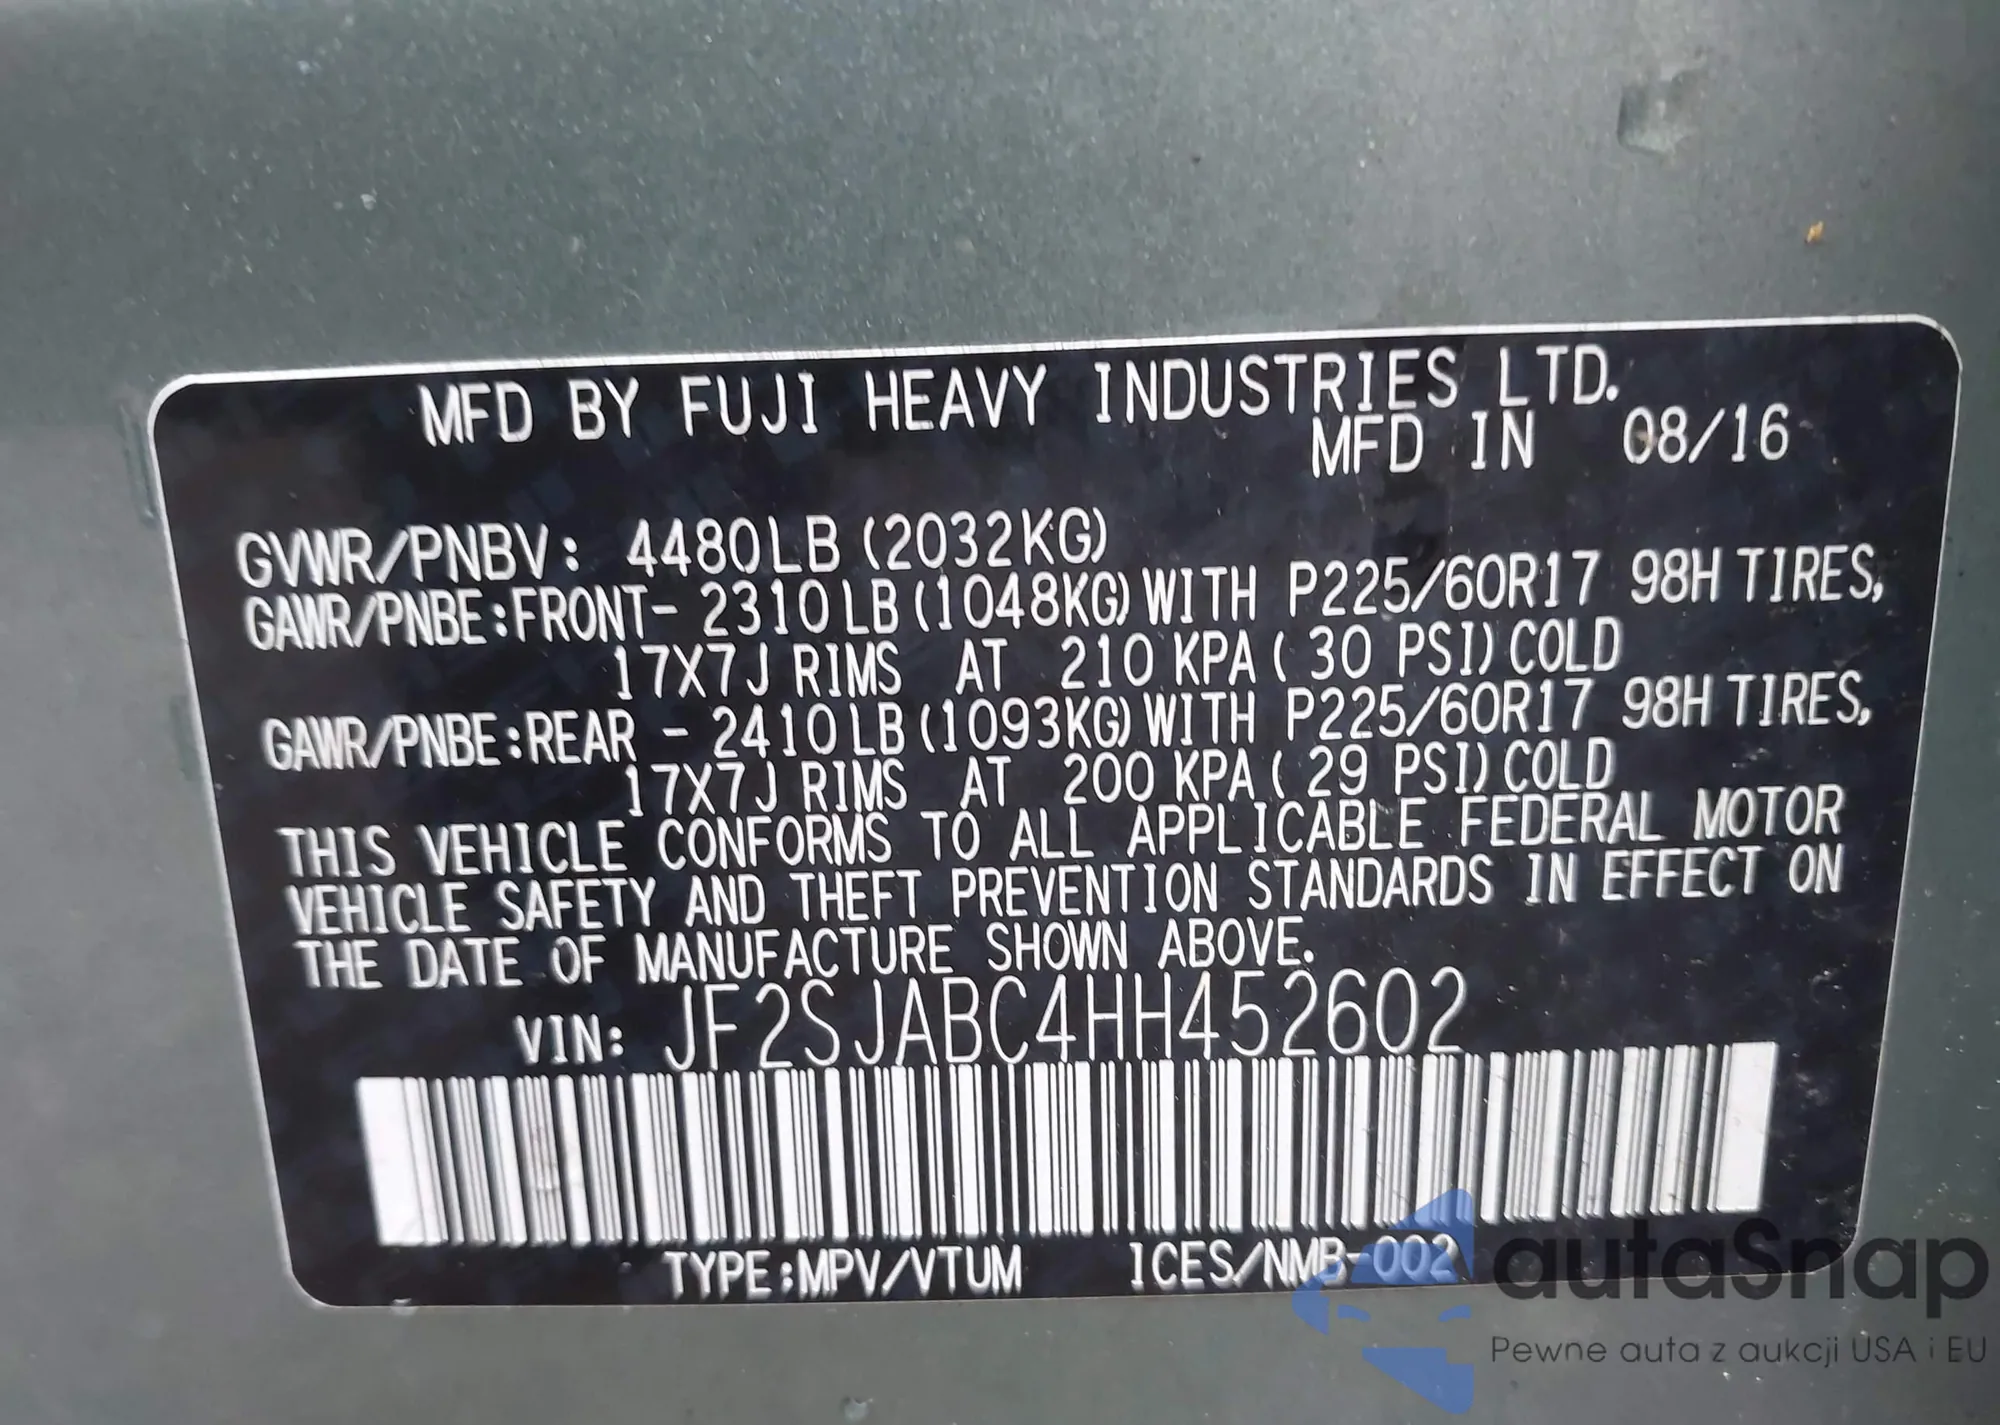 MFD BY FUJI HEAVY INDUSTRIES LTD.
MFD IN 08/16
GVWR/PNBV: 4480LB (2032KG)
GAWR/PNBE:FRONT- 2310LB(1048KG) WITH P225/60R17 98H TIRES,
17X7J RIMS AT 210 KPA ( 30 PSI) COLD
GAWR/PNBE:REAR - 2410LB(1093KG) WITH P225/60R17 98H TIRES,
17X7J RIMS AT 200 KPA ( 29 PSI) COLD
THIS VEHICLE CONFORMS TO ALL APPLICABLE FEDERAL MOTOR
VEHICLE SAFETY AND THEFT PREVENTION STANDARDS IN EFFECT ON
THE DATE OF MANUFACTURE SHOWN ABOVE.
VIN: JF2SJABC4HH452602
TYPE:MPV/VTUM ICES/NMB-002
autaSnap
Pewne auta z aukcji USA i EU